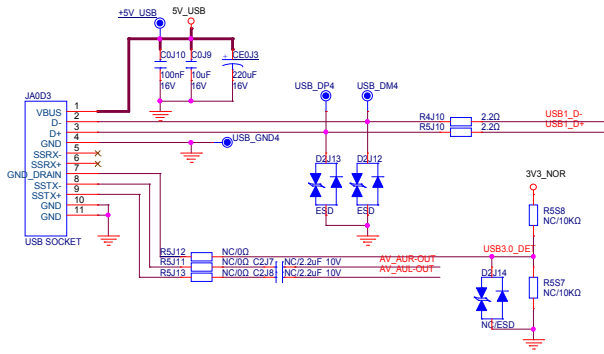 +5V_USB
5V_USB
C0J10
C0J9
CE0J3
+
100nF
10uF
220uF
16V
16V
16V
JA0D3
VBUS 1
D- 2
D+ 3
GND 4
SSRX- 5
SSRX+ 6
GND_DRAIN 7
SSTX- 8
SSTX+ 9
GND 10
GND 11
USB SOCKET
USB_GND4
USB_DP4
USB_DM4
R4J10 2.2Ω USB1_D-
R5J10 2.2Ω USB1_D+
D2J13
D2J12
ESD
ESD
3V3_NOR
R5S8
NC/10KΩ
USB3.0_DET
R5J12 NC/0Ω
R5J11 NC/0Ω C2J7 NC/2.2uF 10V AV_AUR-OUT
R5J13 NC/0Ω C2J8 NC/2.2uF 10V AV_AUL-OUT
D2J14
R5S7
NC/10KΩ
NC/ESD